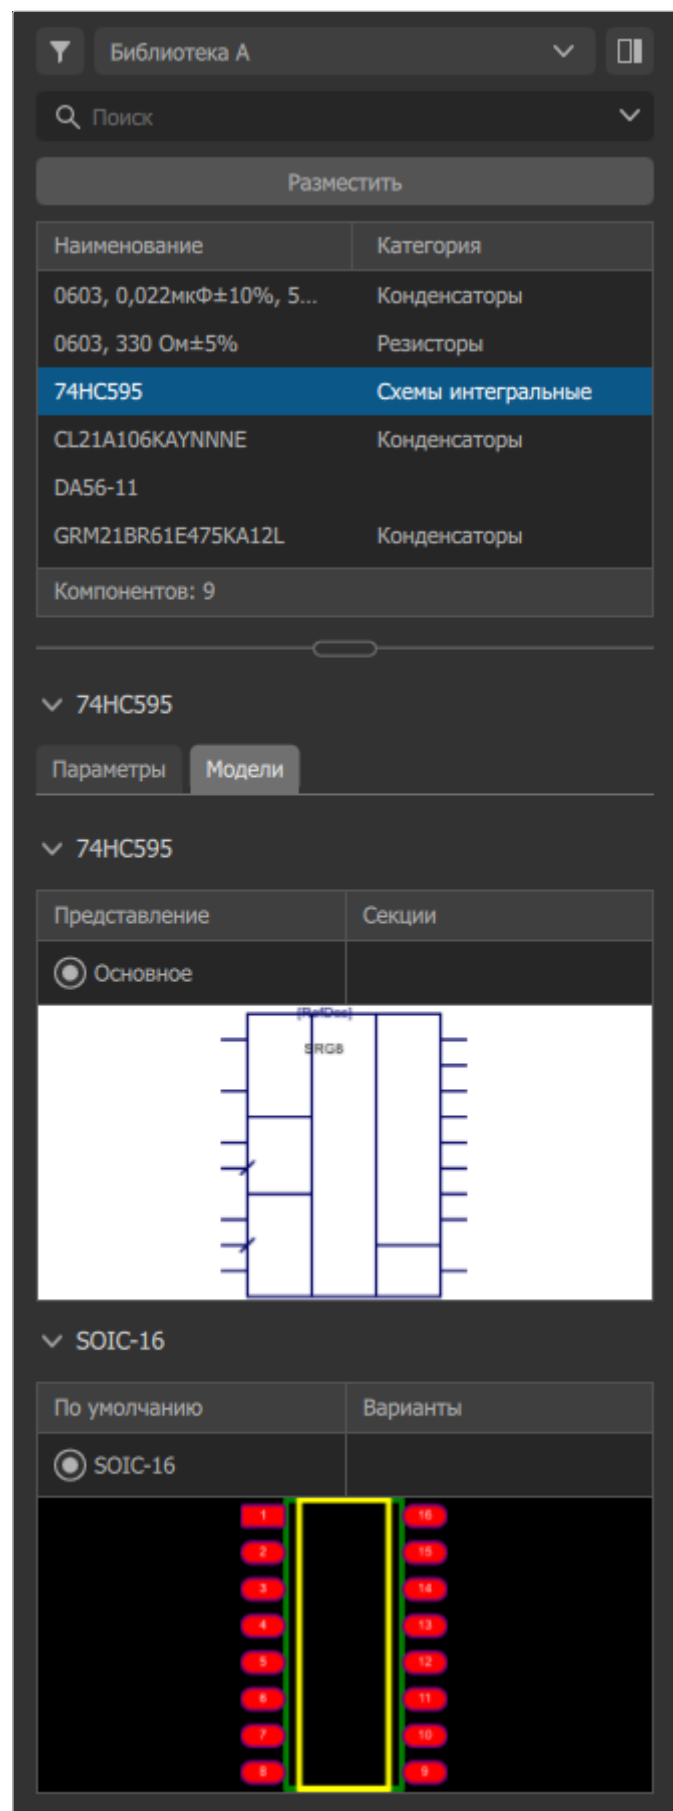 Библиотека А
Поиск
Разместить
Наименование Категория
0603, 0,022мкФ±10%, 5... Конденсаторы
0603, 330 Ом±5% Резисторы
74HC595 Схемы интегральные
CL21A106KAYNNNE Конденсаторы
DA56-11
GRM21BR61E475KA12L Конденсаторы
Компонентов: 9
74HC595
Параметры Модели
74HC595
Представление Секции
Основное
[RefDes]
SRG8
SOIC-16
По умолчанию Варианты
SOIC-16
1 16
2 15
3 14
4 13
5 12
6 11
7 10
8 9